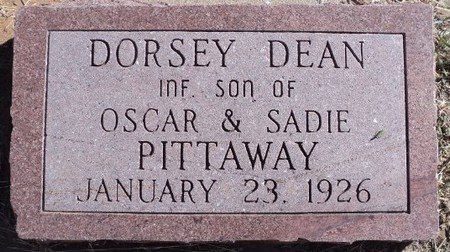 DORSEY DEAN
INF. SON OF
OSCAR & SADIE
PITTAWAY
JANUARY 23. 1926